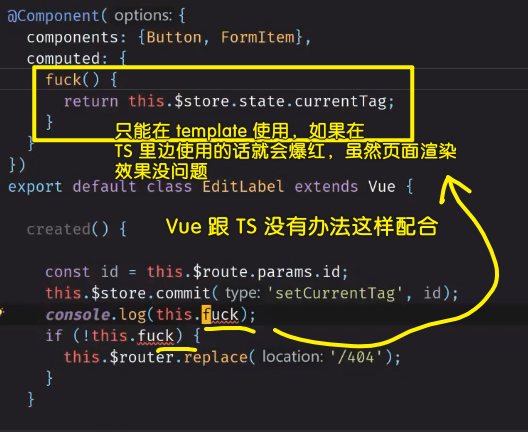 @Component( options: {
components: {Button, FormItem},
computed: {
fuck() {
return this.$store.state.currentTag;
}
只能在 template 使用，如果在
}
TS 里边使用的话就会爆红，虽然页面渲染
})
效果没问题
export default class EditLabel extends Vue {
Vue 跟 TS 没有办法这样配合
created() {
const id = this.$route.params.id;
this.$store.commit( type: 'setCurrentTag', id);
console.log(this.fuck);
if (!this.fuck) {
this.$router.replace( location: '/404');
}
}